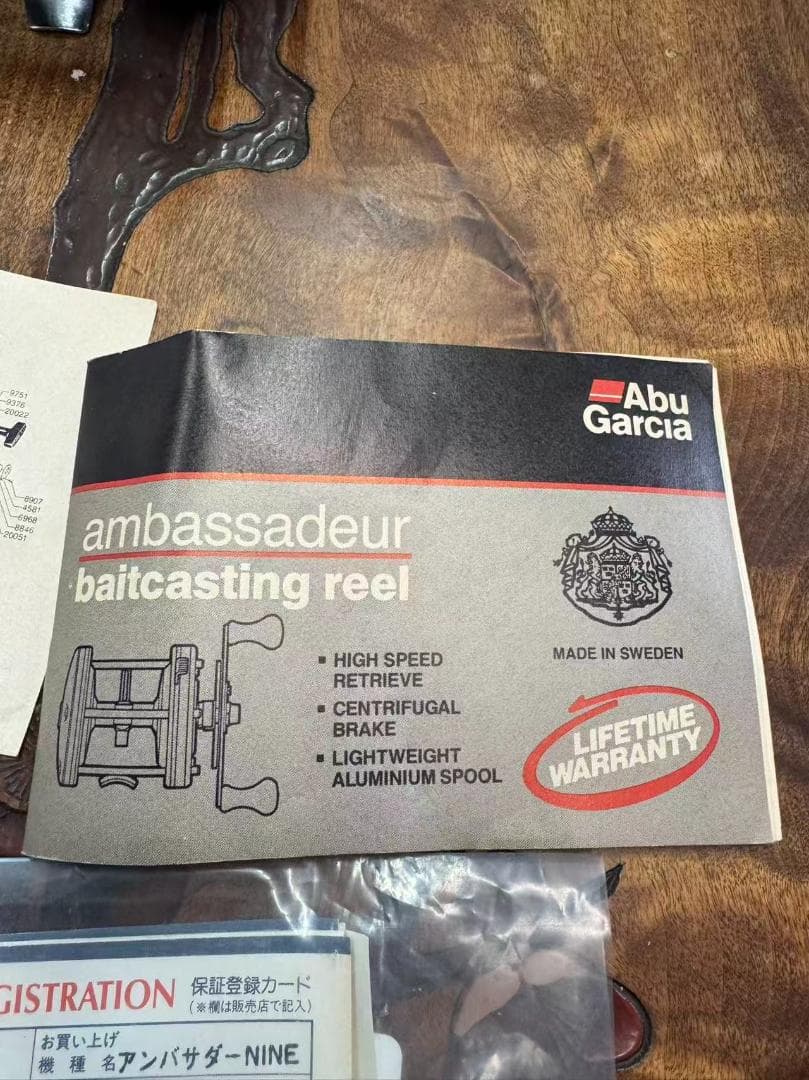 9751
9376
20022
8907
4581
6968
8846
20051
Abu
Garcia
ambassadeur
baitcasting reel
MADE IN SWEDEN
▪ HIGH SPEED
RETRIEVE
▪ CENTRIFUGAL
BRAKE
▪ LIGHTWEIGHT
ALUMINIUM SPOOL
LIFETIME
WARRANTY
GISTRATION 保証登録カード
(※欄は販売店で記入)
お買い上げ
機種名 アンバサダーNINE